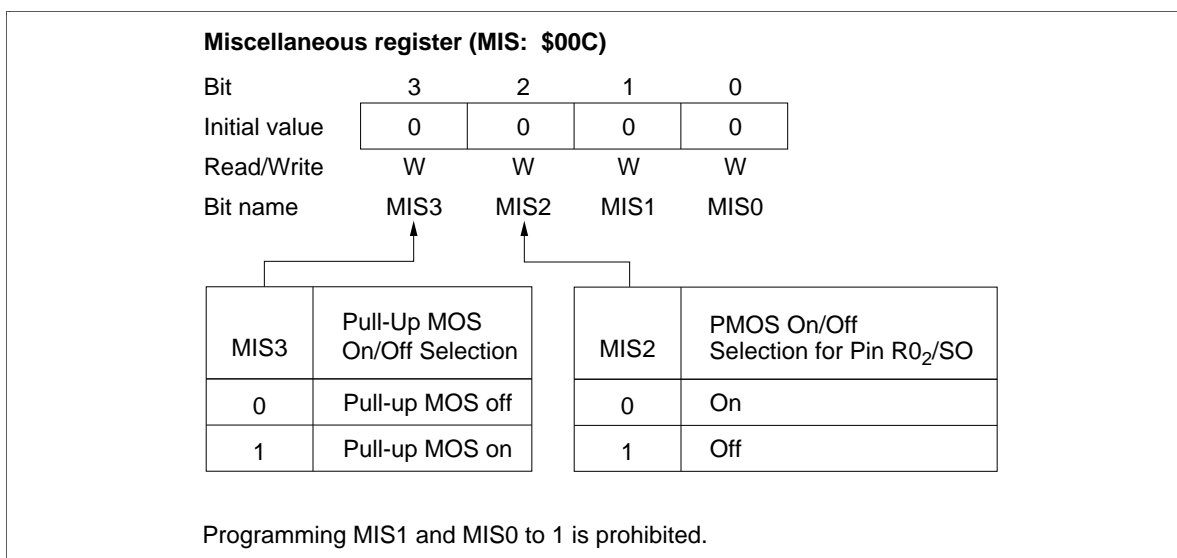 Miscellaneous register (MIS: $00C)
Bit 3 2 1 0
Initial value 0 0 0 0
Read/Write W W W W
Bit name MIS3 MIS2 MIS1 MIS0
MIS3 Pull-Up MOS On/Off Selection
0 Pull-up MOS off
1 Pull-up MOS on
MIS2 PMOS On/Off Selection for Pin R0₂/SO
0 On
1 Off
Programming MIS1 and MIS0 to 1 is prohibited.